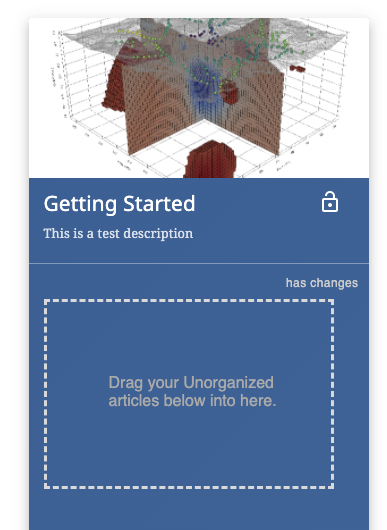 Getting Started
This is a test description
has changes
Drag your Unorganized
articles below into here.